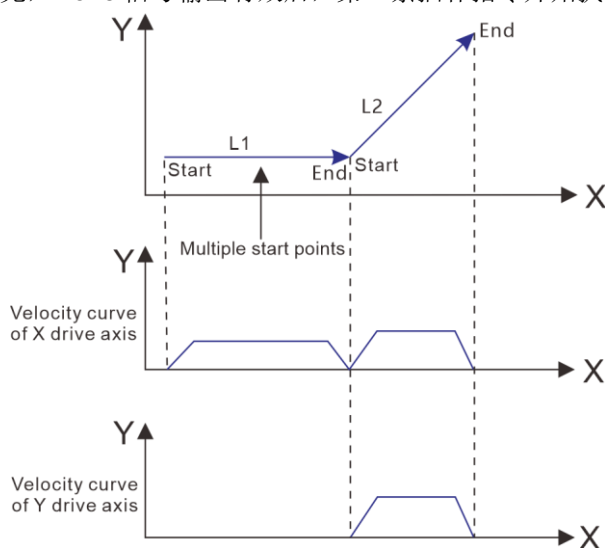 Y
End
L2
L1
Start
End
Start
X
Multiple start points
Y
Velocity curve
of X drive axis
X
Y
Velocity curve
of Y drive axis
X